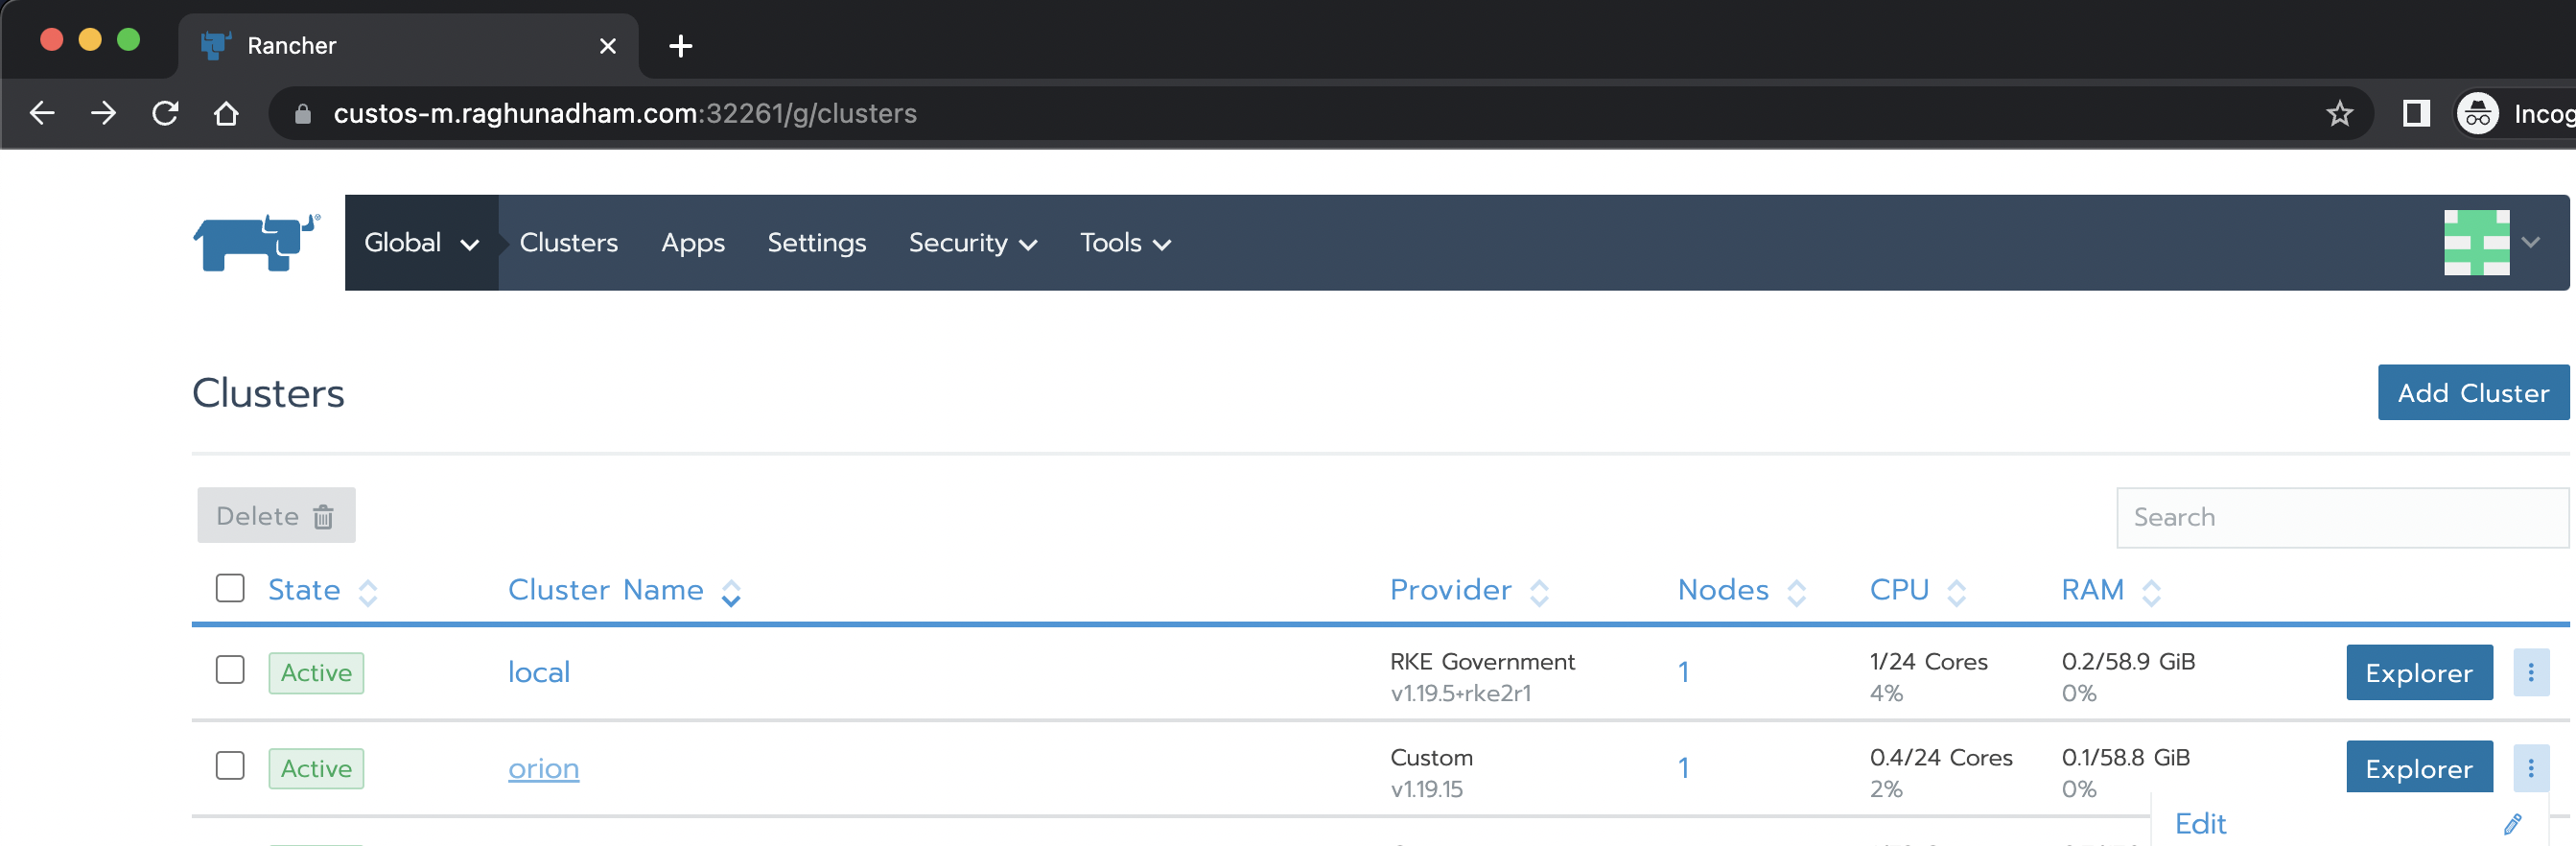 Rancher
custos-m.raghunadham.com:32261/g/clusters
Incog
Global Clusters Apps Settings Security Tools
Clusters
Add Cluster
Delete
Search
State Cluster Name Provider Nodes CPU RAM
Active local RKE Government 1 1/24 Cores 0.2/58.9 GiB Explorer
v1.19.5+rke2r1 4% 0%
Active orion Custom 1 0.4/24 Cores 0.1/58.8 GiB Explorer
v1.19.15 2% 0%
Edit